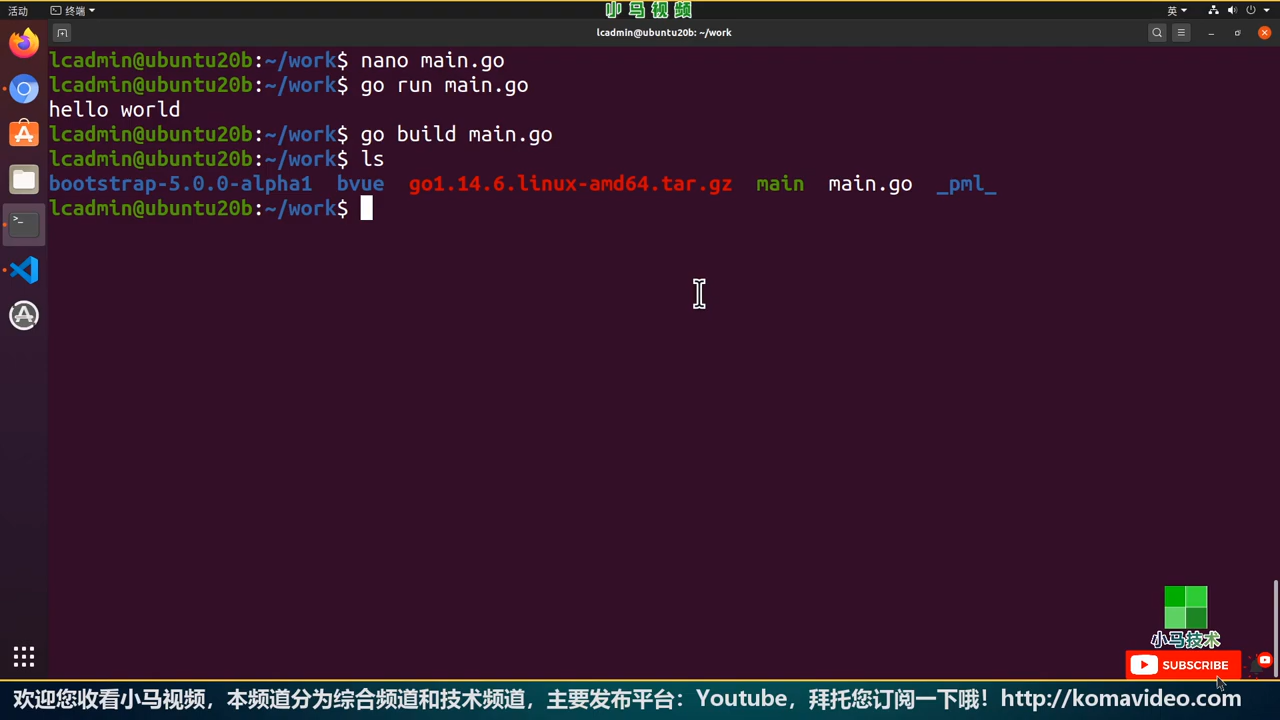 活动
终端
小马视频
英
lcadmin@ubuntu20b: ~/work
lcadmin@ubuntu20b:~/work$ nano main.go
lcadmin@ubuntu20b:~/work$ go run main.go
hello world
lcadmin@ubuntu20b:~/work$ go build main.go
lcadmin@ubuntu20b:~/work$ ls
bootstrap-5.0.0-alpha1 bvue go1.14.6.linux-amd64.tar.gz main main.go _pml_
lcadmin@ubuntu20b:~/work$
小马技术
SUBSCRIBE
欢迎您收看小马视频，本频道分为综合频道和技术频道，主要发布平台：Youtube，拜托您订阅一下哦！http://komavideo.com